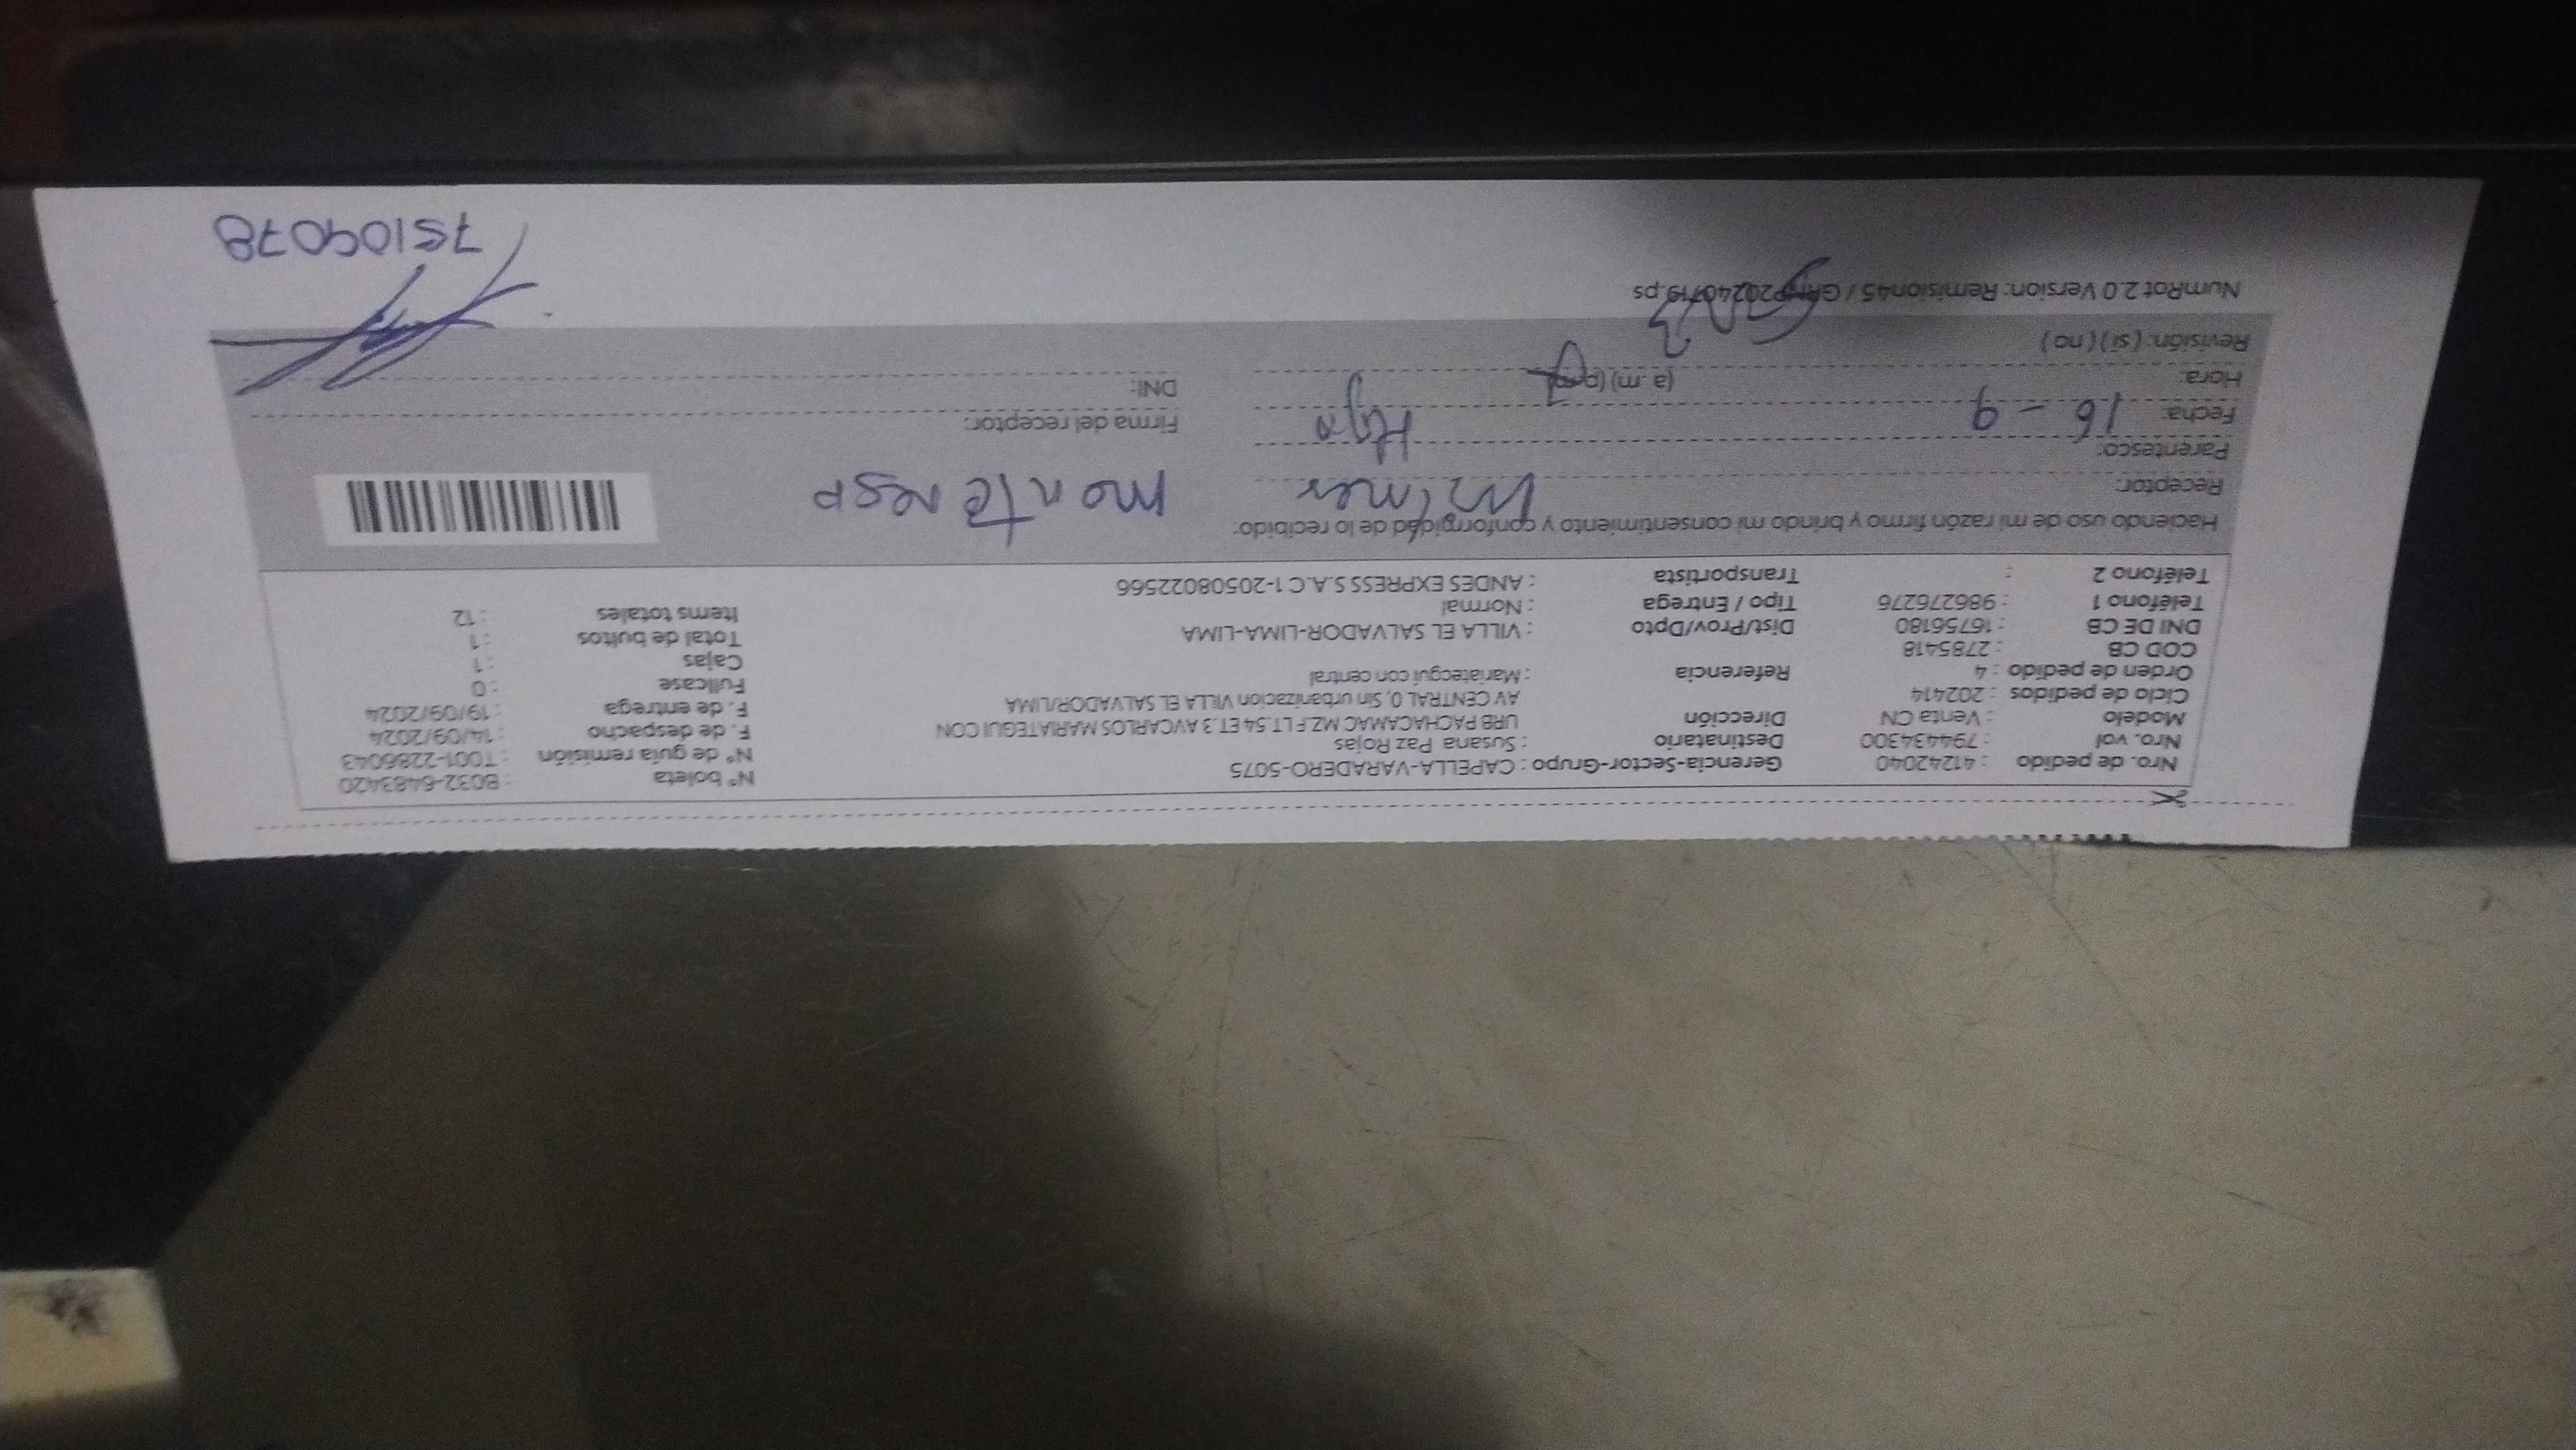 Nro. de pedido : 41242040 Gerencia-Sector-Grupo : CAPELLA-VARADERO-5075 N° boleta : B032-6483420
Nro. vol : 794434300 Destinatario : Susana Paz Rojas N° de guía remisión : T001-2286043
Modelo : Venta CN Dirección URB PACHACAMAC MZ.F LT.54 ET.3 AVCARLOS MARIATEGUI CON F. de despacho : 14/09/2024
Ciclo de pedidos : 202414 AV CENTRAL 0, Sin urbanizacion VILLA EL SALVADOR/LIMA F. de entrega : 19/09/2024
Orden de pedido : 4 Referencia : Mariategui con central Fullcase : 0
COD CB : 2785418 Cajas : 1
DNI DE CB : 16756180 Dist/Prov/Dpto : VILLA EL SALVADOR-LIMA-LIMA Total de bultos : 1
Teléfono 1 : 986276276 Tipo / Entrega : Normal Items totales : 12
Teléfono 2 : Transportista : ANDES EXPRESS S.A.C 1-20508022566
Haciendo uso de mi razón firmo y brindo mi consentimiento y conformidad de lo recibido:
Receptor: Wilmer
Parentesco: Hijo Firma del receptor:
Fecha: 16 - 9
Hora: (a.m) DNI:
Revisión: ( si ) ( no )
NumRot 2.0 Version: Remision45 / GRNP20240719.ps
75109078